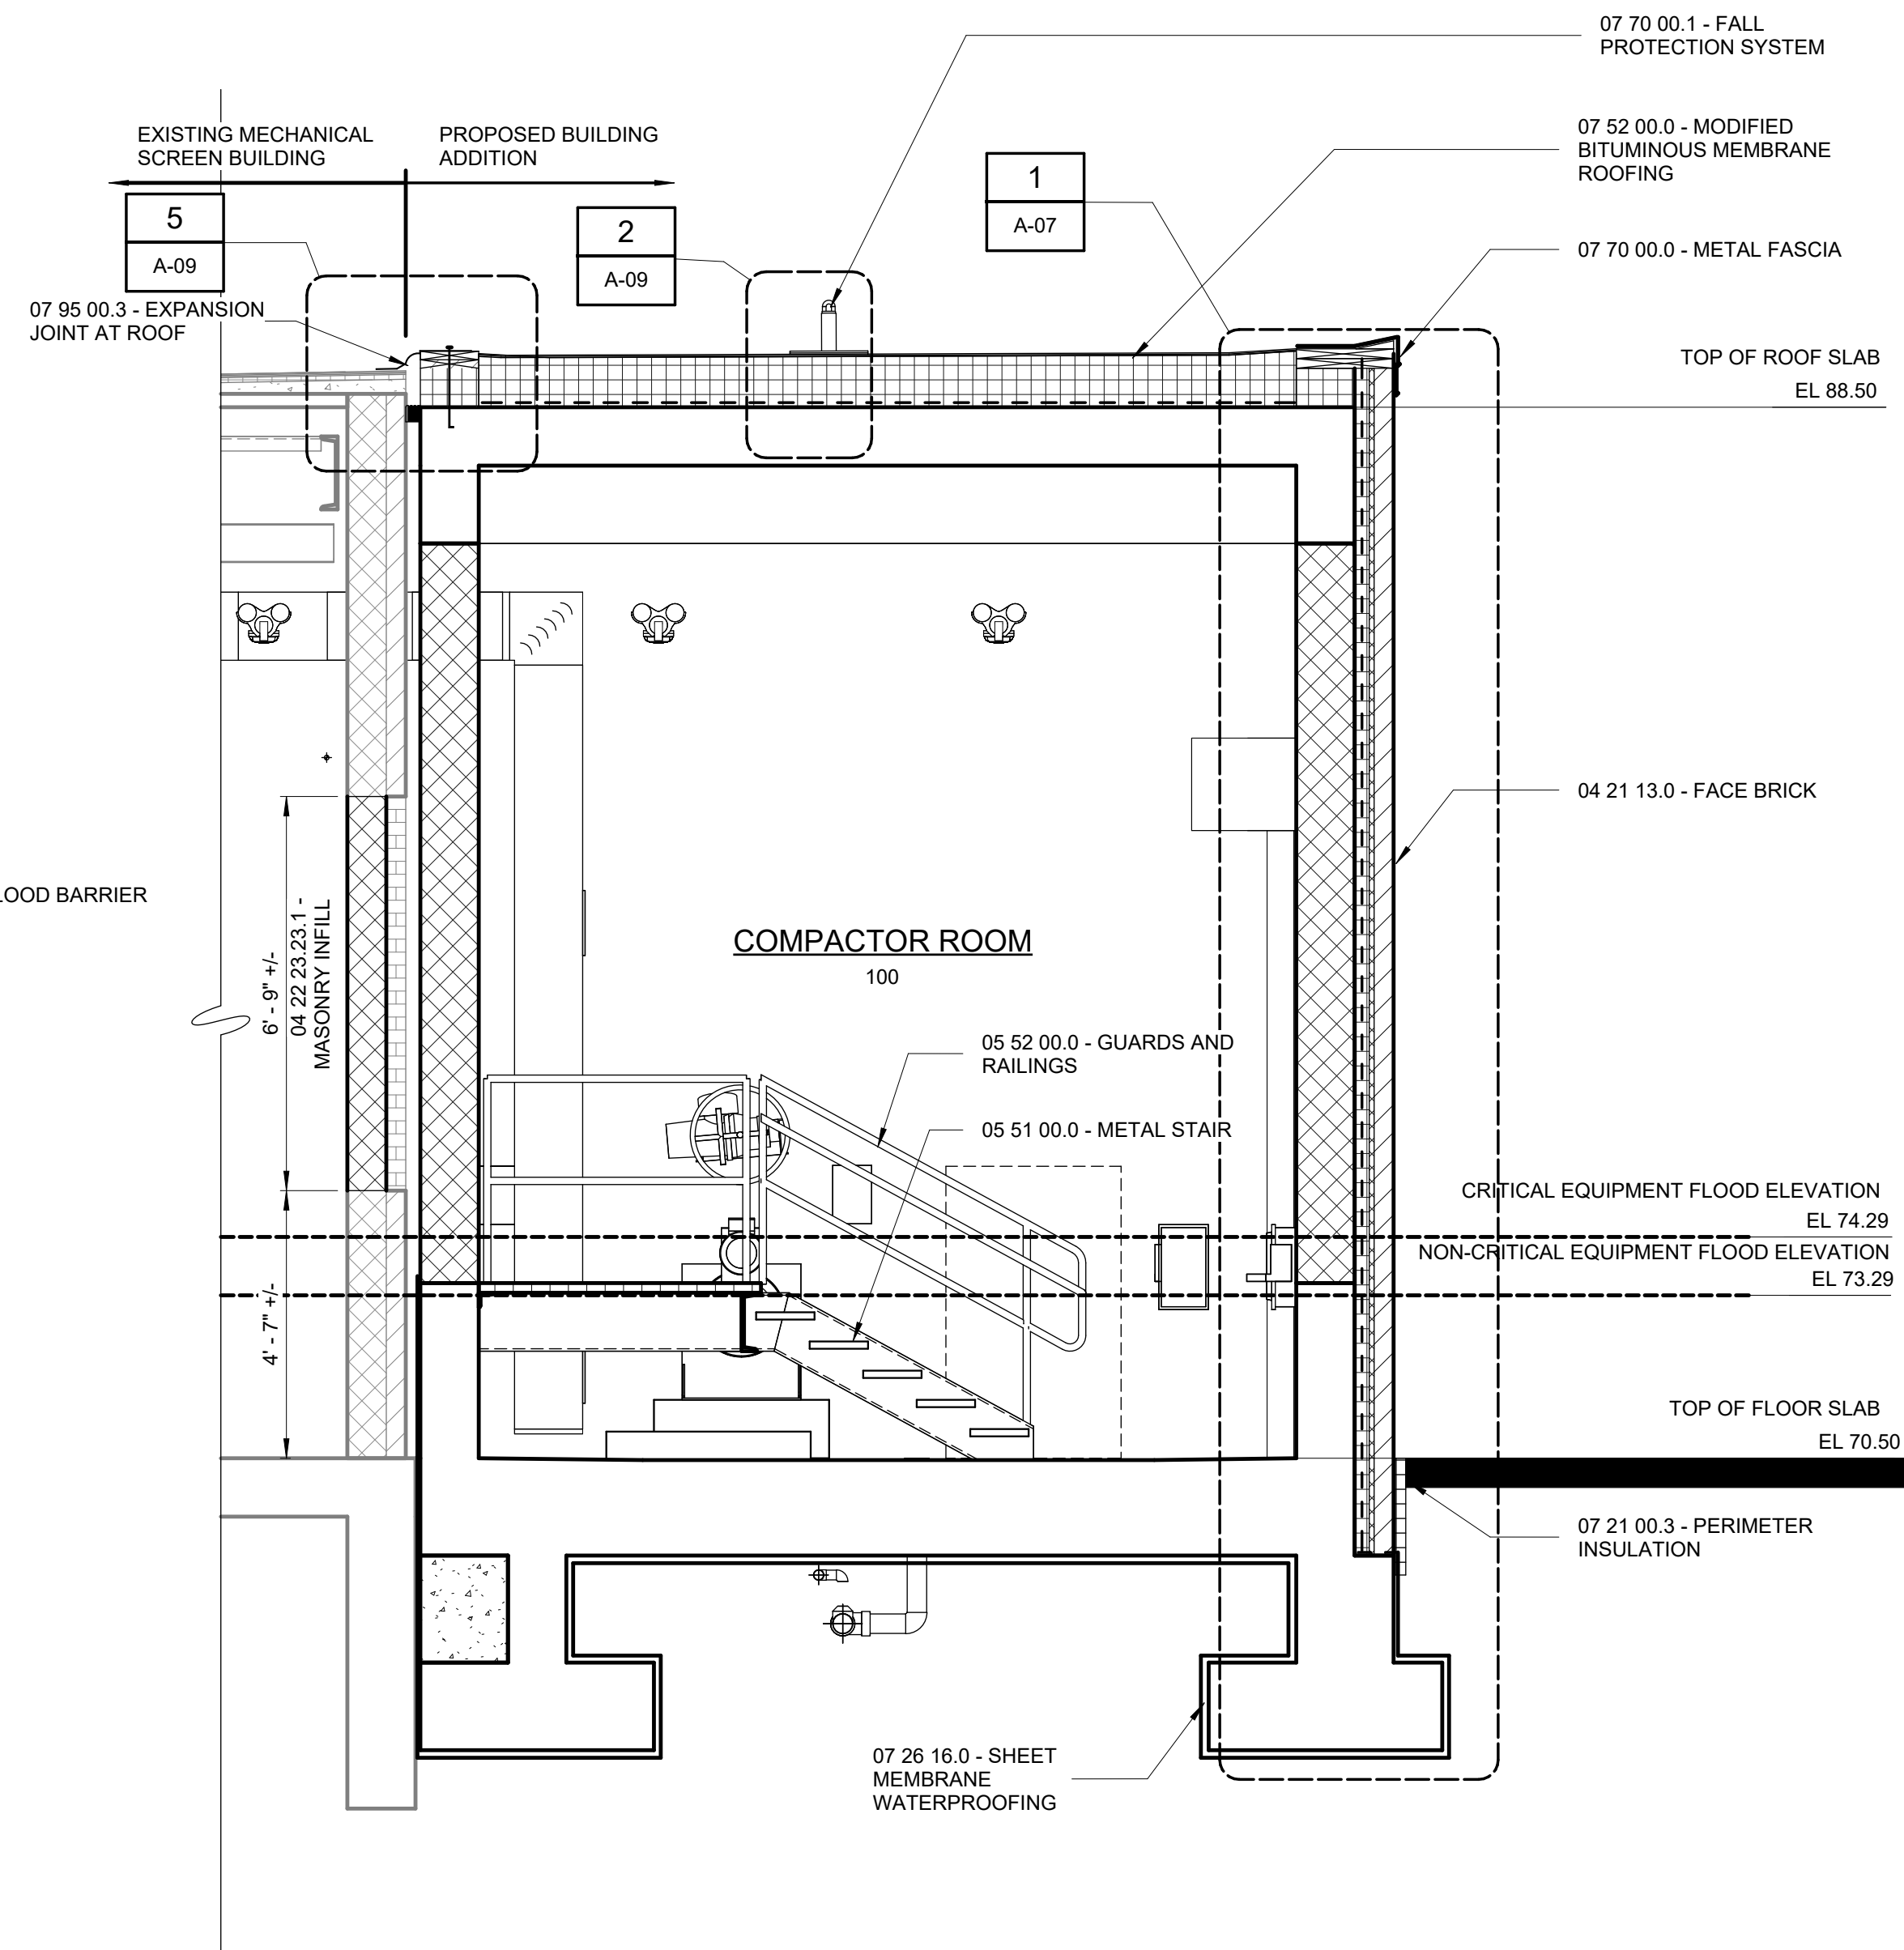 07 70 00.1 - FALL
PROTECTION SYSTEM
EXISTING MECHANICAL
SCREEN BUILDING
PROPOSED BUILDING
ADDITION
07 52 00.0 - MODIFIED
BITUMINOUS MEMBRANE
ROOFING
1
A-07
5
A-09
2
A-09
07 70 00.0 - METAL FASCIA
07 95 00.3 - EXPANSION
JOINT AT ROOF
TOP OF ROOF SLAB
EL 88.50
04 21 13.0 - FACE BRICK
LOOD BARRIER
6' - 9" +/-
04 22 23.23.1 -
MASONRY INFILL
COMPACTOR ROOM
100
05 52 00.0 - GUARDS AND
RAILINGS
05 51 00.0 - METAL STAIR
CRITICAL EQUIPMENT FLOOD ELEVATION
EL 74.29
NON-CRITICAL EQUIPMENT FLOOD ELEVATION
EL 73.29
4' - 7" +/-
TOP OF FLOOR SLAB
EL 70.50
07 21 00.3 - PERIMETER
INSULATION
07 26 16.0 - SHEET
MEMBRANE
WATERPROOFING